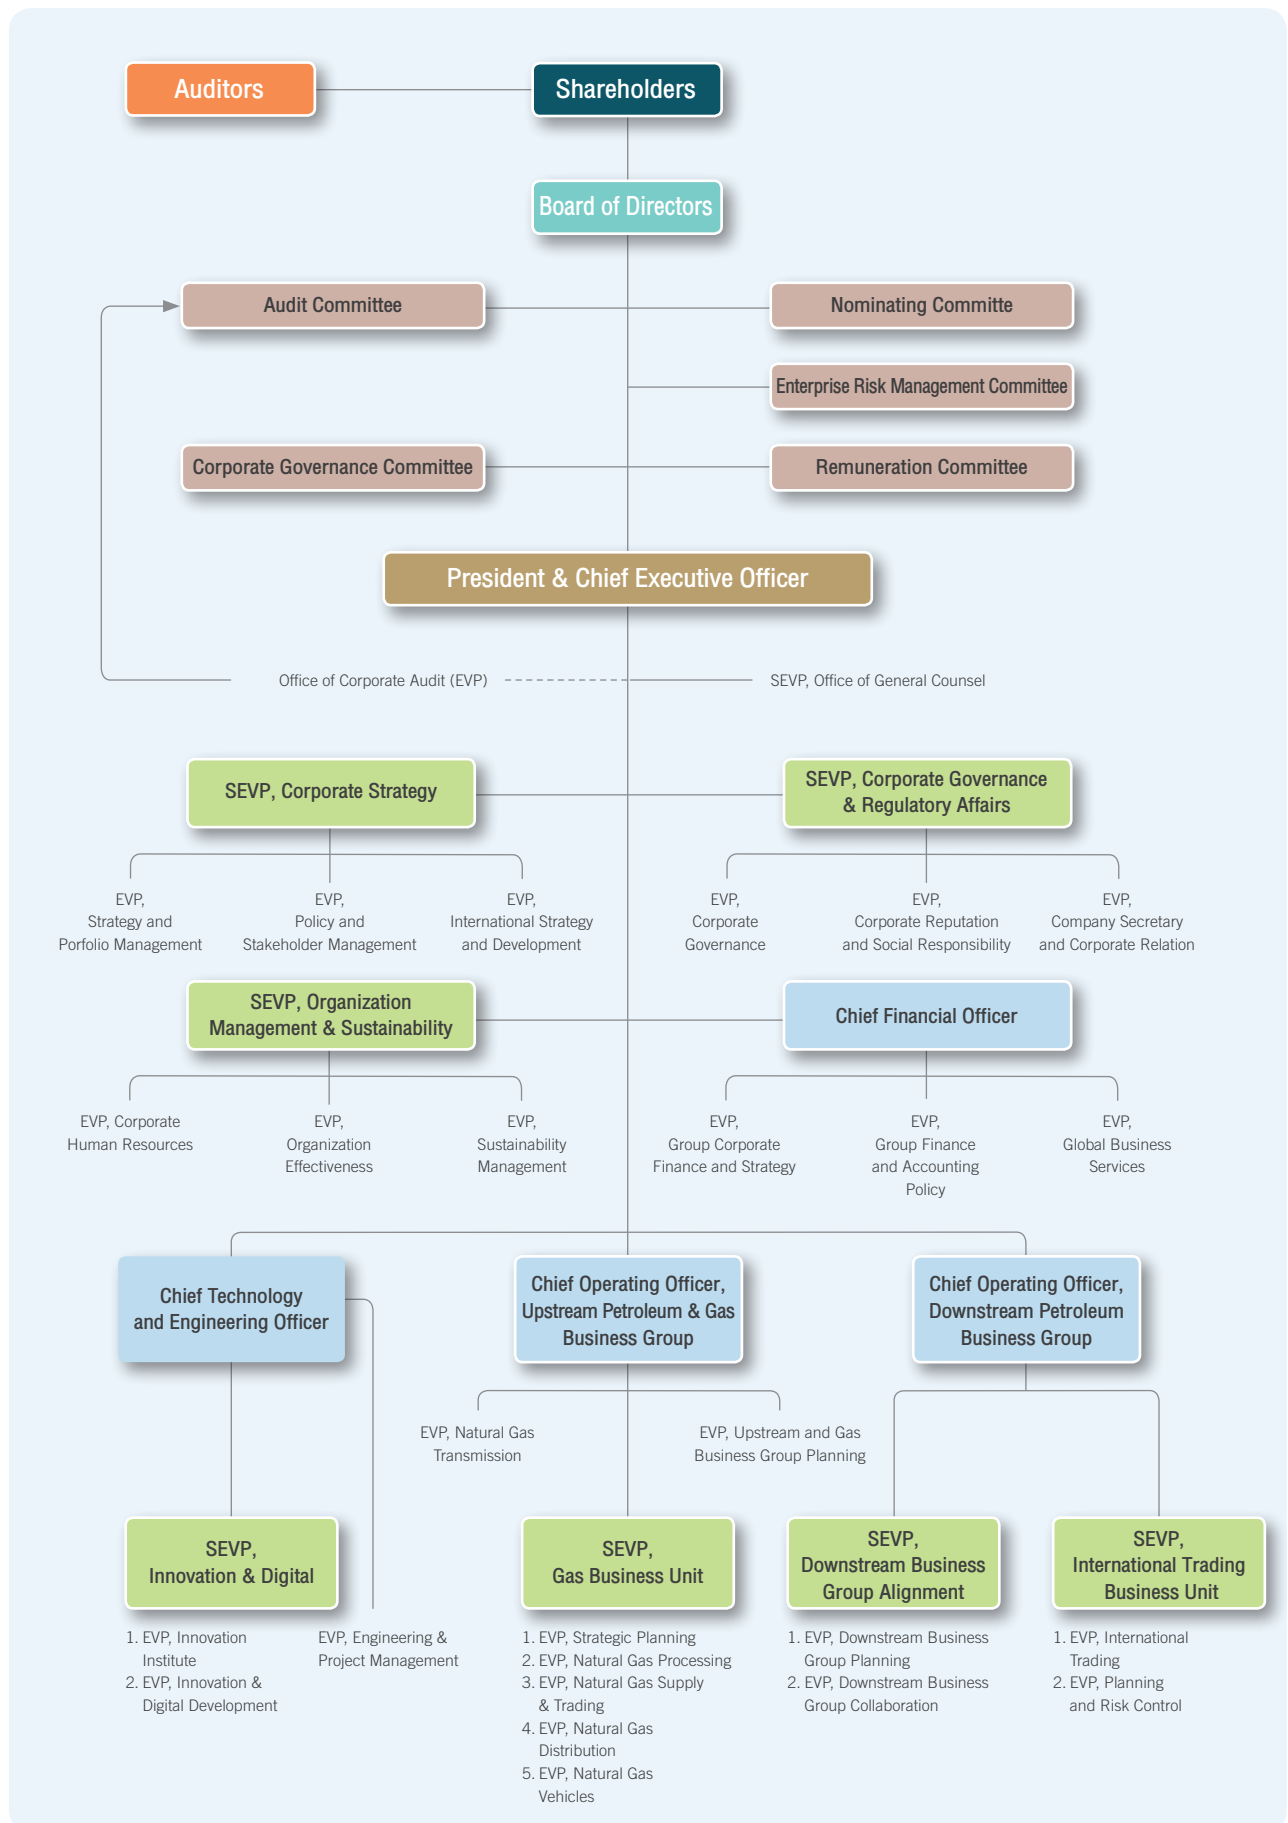 Auditors
Shareholders
Board of Directors
Audit Committee
Nominating Committe
Enterprise Risk Management Committee
Corporate Governance Committee
Remuneration Committee
President & Chief Executive Officer
Office of Corporate Audit (EVP)
SEVP, Office of General Counsel
SEVP, Corporate Strategy
SEVP, Corporate Governance
& Regulatory Affairs
EVP,
Strategy and
Porfolio Management
EVP,
Policy and
Stakeholder Management
EVP,
International Strategy
and Development
EVP,
Corporate
Governance
EVP,
Corporate Reputation
and Social Responsibility
EVP,
Company Secretary
and Corporate Relation
SEVP, Organization
Management & Sustainability
Chief Financial Officer
EVP, Corporate
Human Resources
EVP,
Organization
Effectiveness
EVP,
Sustainability
Management
EVP,
Group Corporate
Finance and Strategy
EVP,
Group Finance
and Accounting
Policy
EVP,
Global Business
Services
Chief Technology
and Engineering Officer
Chief Operating Officer,
Upstream Petroleum & Gas
Business Group
Chief Operating Officer,
Downstream Petroleum
Business Group
EVP, Natural Gas
Transmission
EVP, Upstream and Gas
Business Group Planning
SEVP,
Innovation & Digital
SEVP,
Gas Business Unit
SEVP,
Downstream Business
Group Alignment
SEVP,
International Trading
Business Unit
1. EVP, Innovation
Institute
2. EVP, Innovation &
Digital Development
EVP, Engineering &
Project Management
1. EVP, Strategic Planning
2. EVP, Natural Gas Processing
3. EVP, Natural Gas Supply
& Trading
4. EVP, Natural Gas
Distribution
5. EVP, Natural Gas
Vehicles
1. EVP, Downstream Business
Group Planning
2. EVP, Downstream Business
Group Collaboration
1. EVP, International
Trading
2. EVP, Planning
and Risk Control